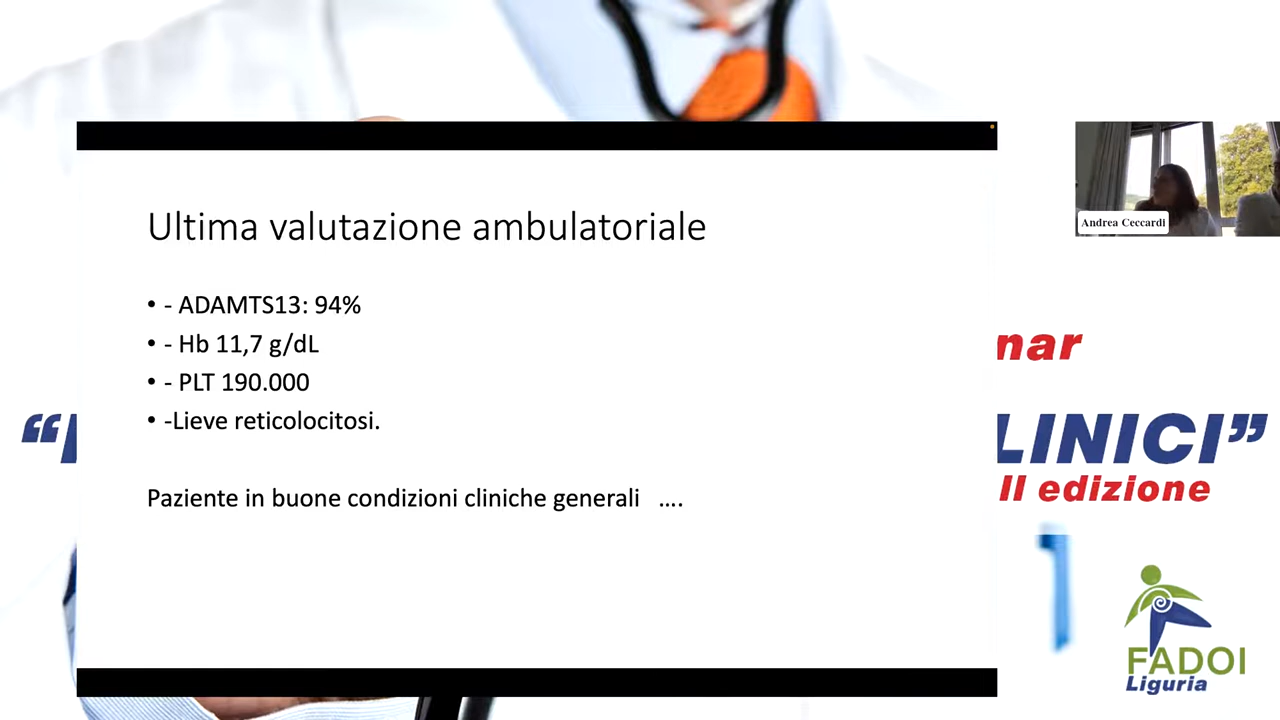 Ultima valutazione ambulatoriale
• - ADAMTS13: 94%
• - Hb 11,7 g/dL
• - PLT 190.000
• -Lieve reticolocitosi.
Paziente in buone condizioni cliniche generali ….
Andrea Ceccardi
nar
LINICI”
II edizione
FADOI
Liguria